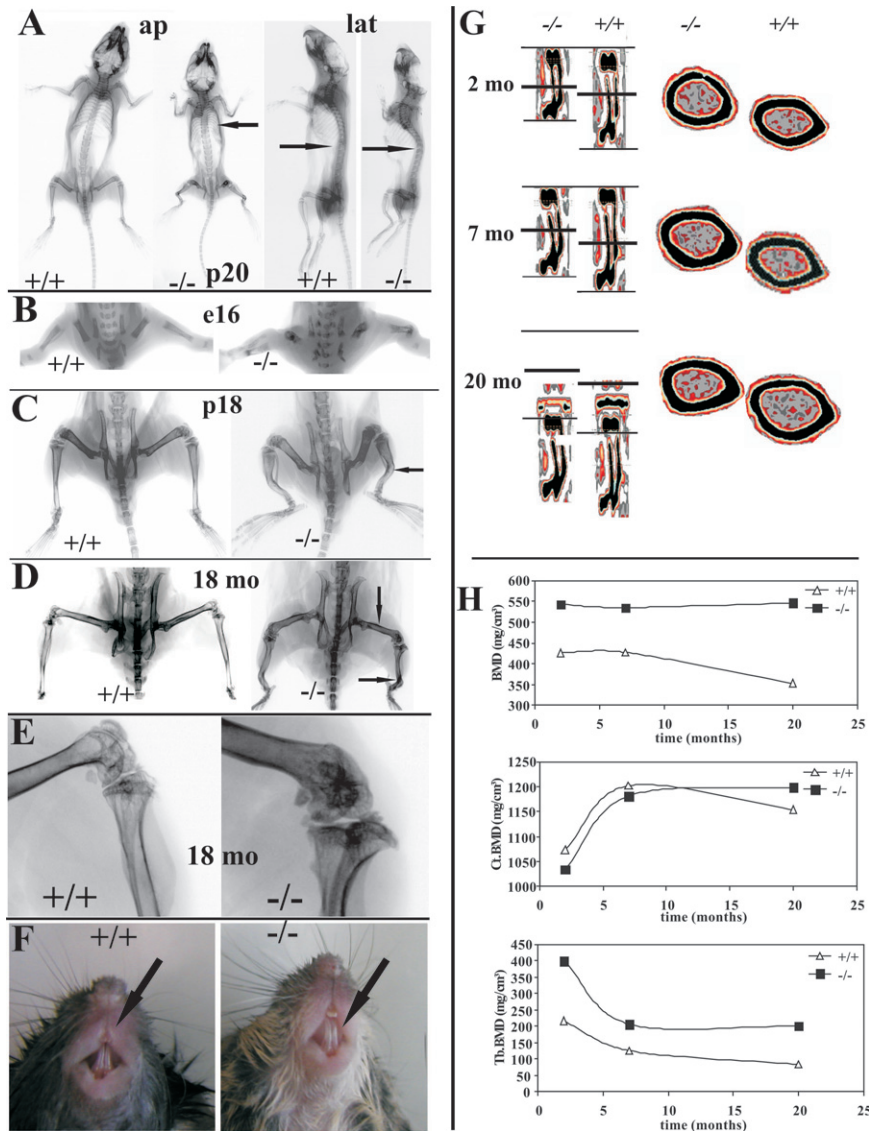 A ap lat
+/+ -/- p20 +/+ -/-
B e16
+/+ -/-
C p18
+/+ -/-
D 18 mo
+/+ -/-
E
18 mo
+/+ -/-
F +/+ -/-
G -/- +/+ -/- +/+
2 mo
7 mo
20 mo
H
BMD (mg/cm³)
600
550
500
450
400
350
300
0 5 10 15 20 25
time (months)
+/+
-/-
Ct.BMD (mg/cm³)
1250
1200
1150
1100
1050
1000
0 5 10 15 20 25
time (months)
+/+
-/-
Tb.BMD (mg/cm³)
450
400
350
300
250
200
150
100
50
0
0 5 10 15 20 25
time (months)
+/+
-/-